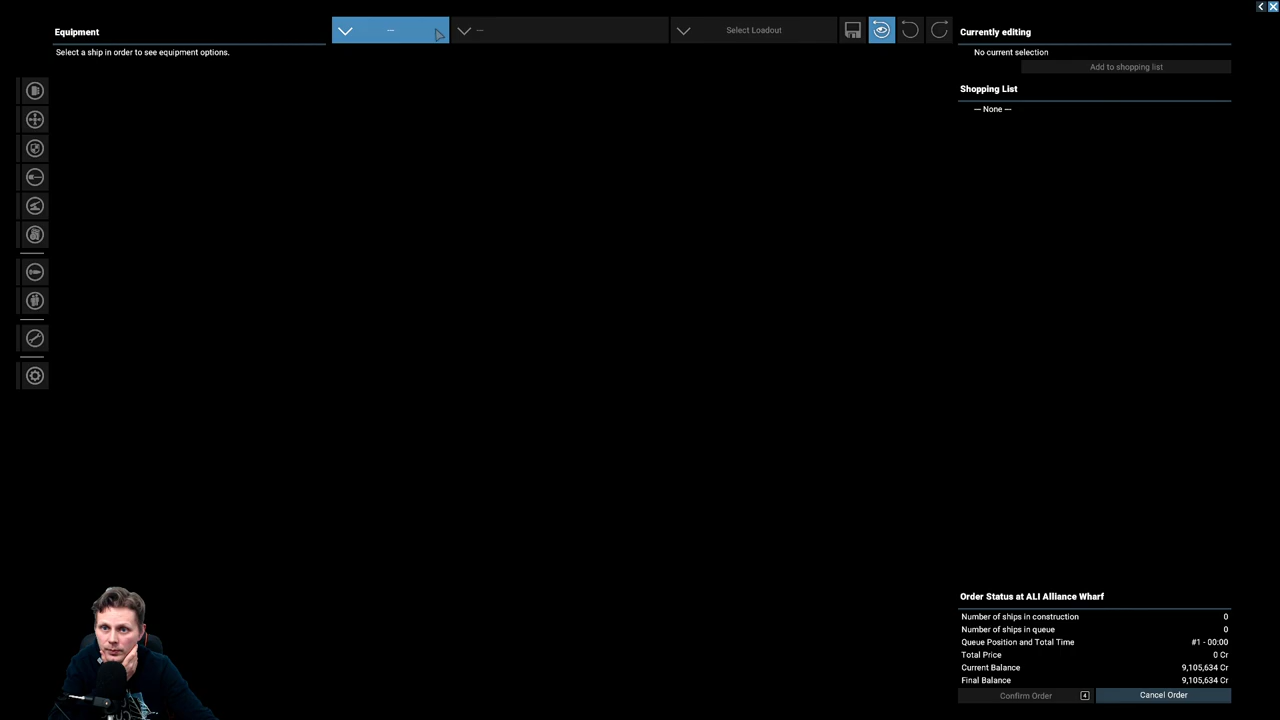 Equipment
Select a ship in order to see equipment options.
—
—
Select Loadout
Currently editing
No current selection
Add to shopping list
Shopping List
— None —
Order Status at ALI Alliance Wharf
Number of ships in construction 0
Number of ships in queue 0
Queue Position and Total Time #1 - 00:00
Total Price 0 Cr
Current Balance 9,105,634 Cr
Final Balance 9,105,634 Cr
Confirm Order 4
Cancel Order